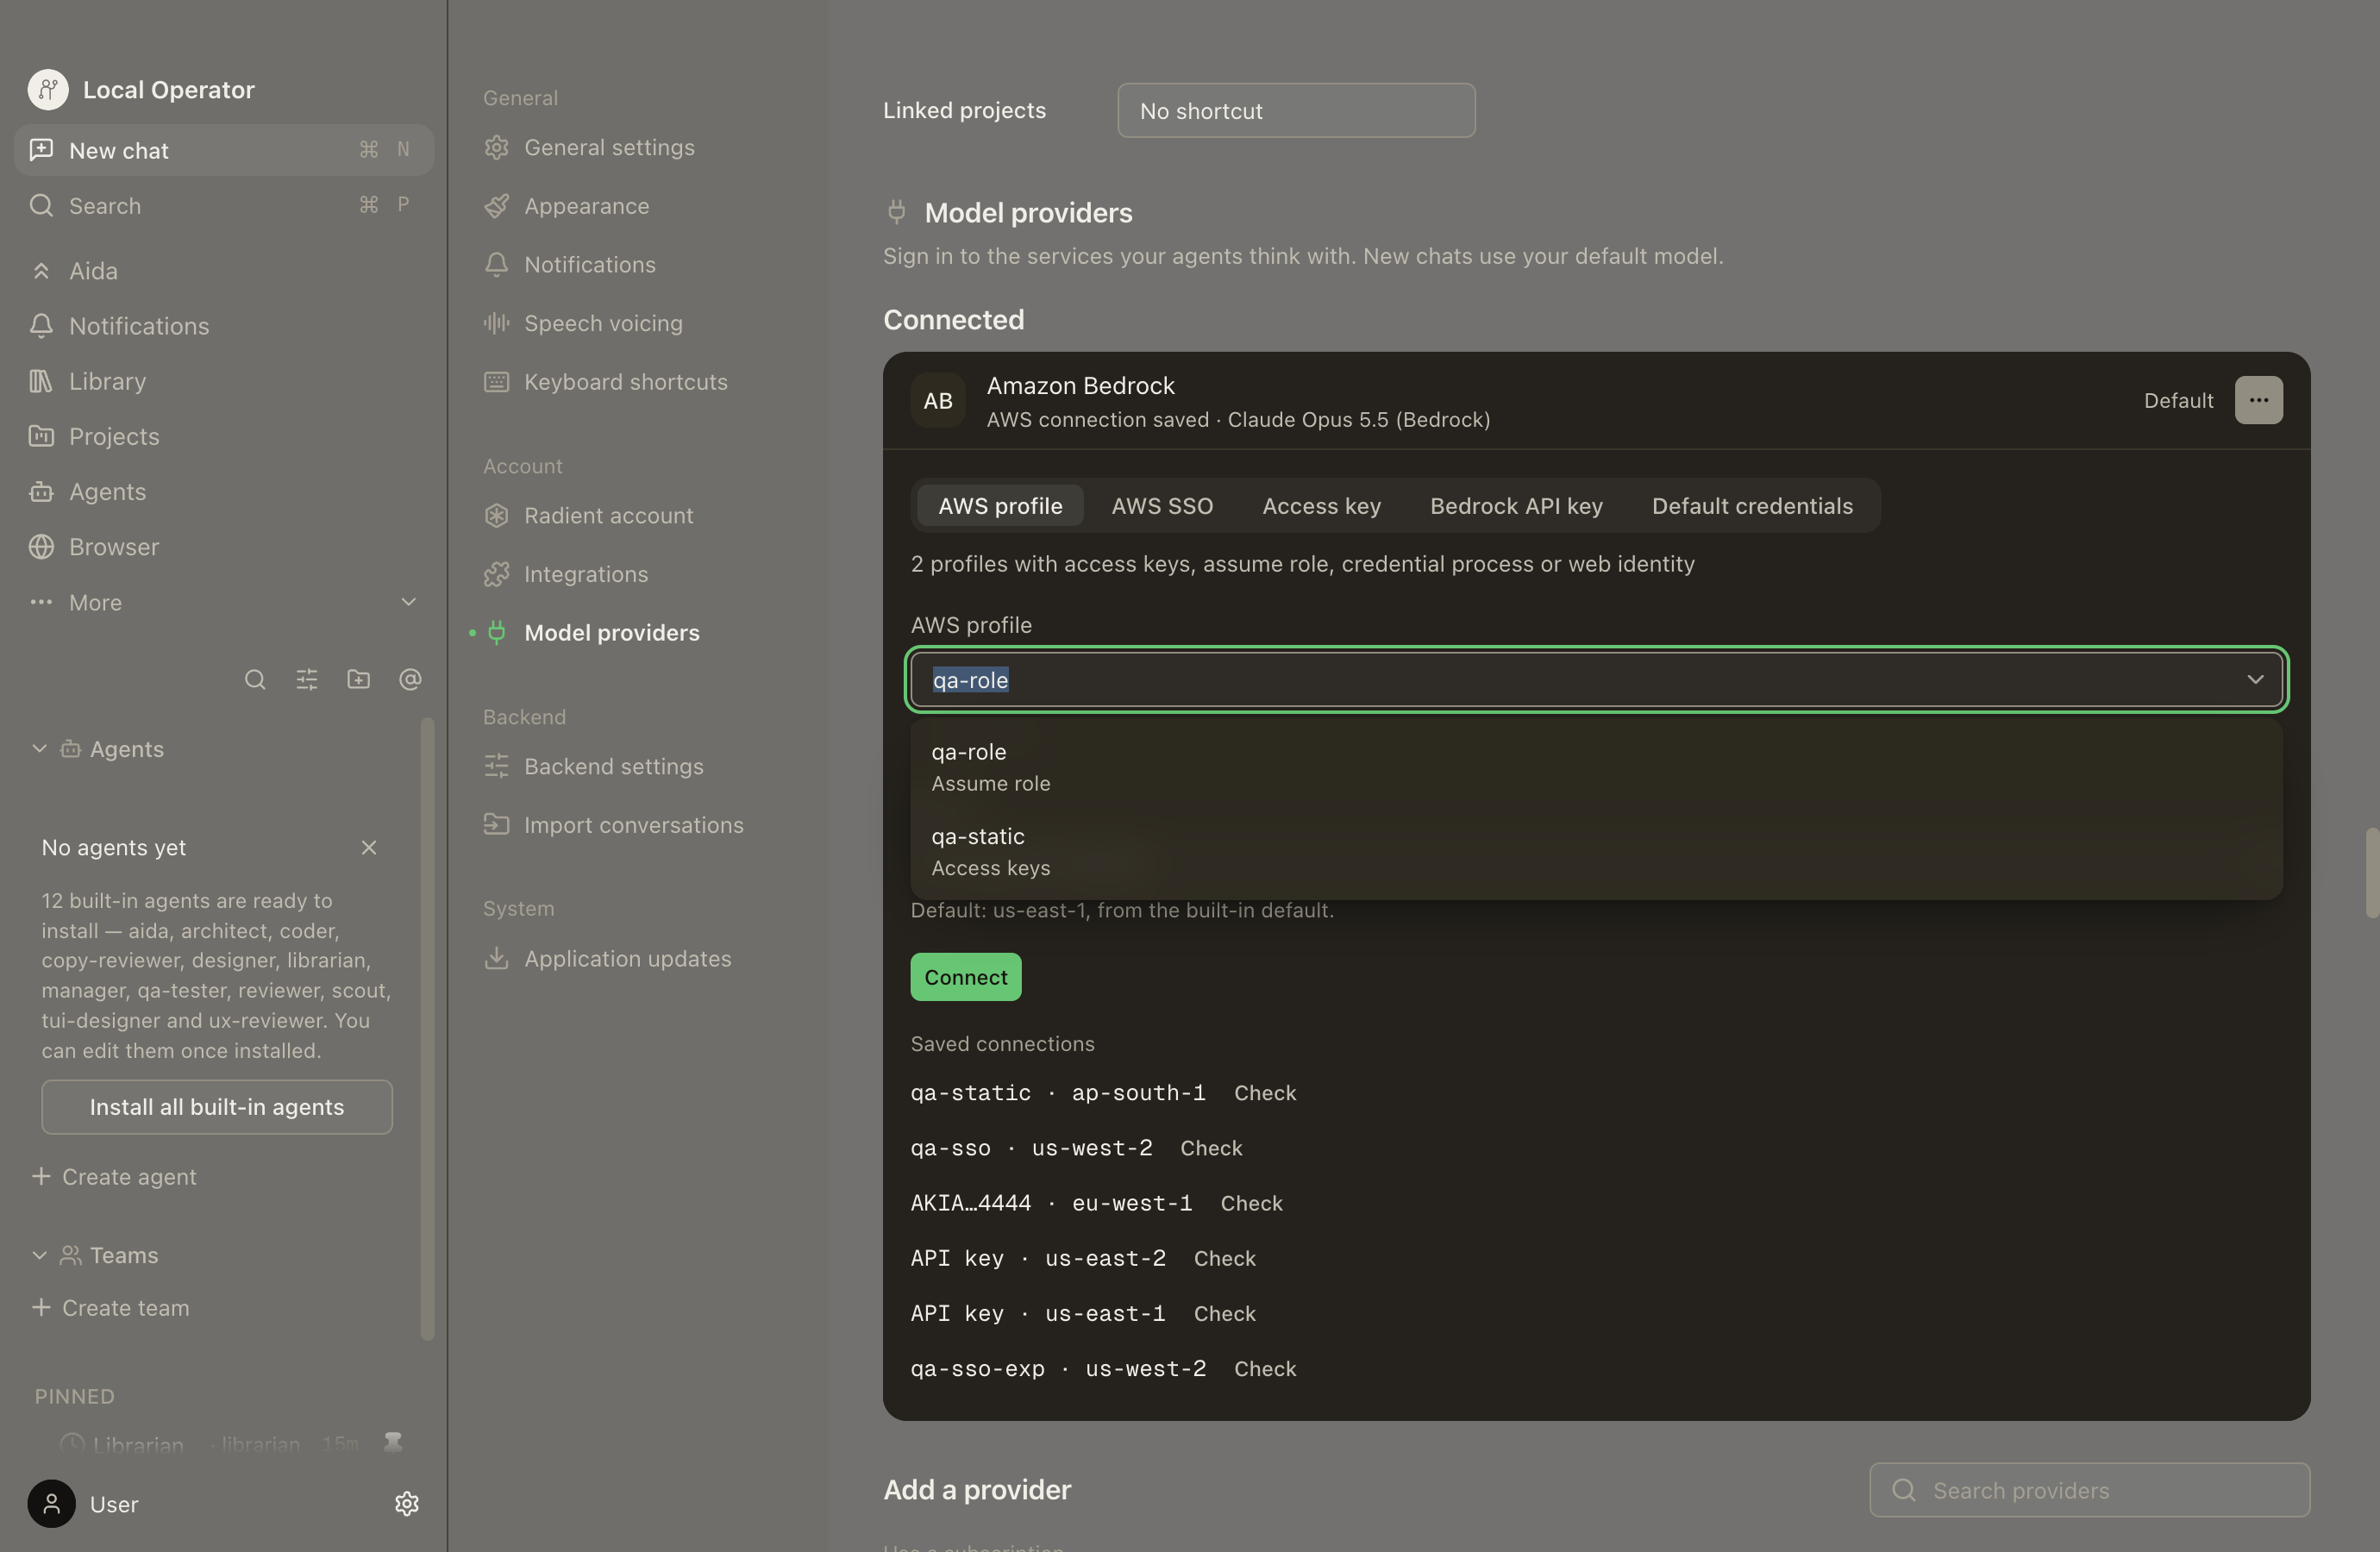 Local Operator
New chat ⌘ N
Search ⌘ P
Aida
Notifications
Library
Projects
Agents
Browser
More
Agents
No agents yet
12 built-in agents are ready to
install — aida, architect, coder,
copy-reviewer, designer, librarian,
manager, qa-tester, reviewer, scout,
tui-designer and ux-reviewer. You
can edit them once installed.
Install all built-in agents
Create agent
Teams
Create team
PINNED
Librarian · librarian 15m
User
General
General settings
Appearance
Notifications
Speech voicing
Keyboard shortcuts
Account
Radient account
Integrations
Model providers
Backend
Backend settings
Import conversations
System
Application updates
Linked projects
No shortcut
Model providers
Sign in to the services your agents think with. New chats use your default model.
Connected
AB
Amazon Bedrock
AWS connection saved · Claude Opus 5.5 (Bedrock)
Default
AWS profile
AWS SSO
Access key
Bedrock API key
Default credentials
2 profiles with access keys, assume role, credential process or web identity
AWS profile
qa-role
qa-role
Assume role
qa-static
Access keys
Default: us-east-1, from the built-in default.
Connect
Saved connections
qa-static · ap-south-1 Check
qa-sso · us-west-2 Check
AKIA…4444 · eu-west-1 Check
API key · us-east-2 Check
API key · us-east-1 Check
qa-sso-exp · us-west-2 Check
Add a provider
Search providers
Use a subscription